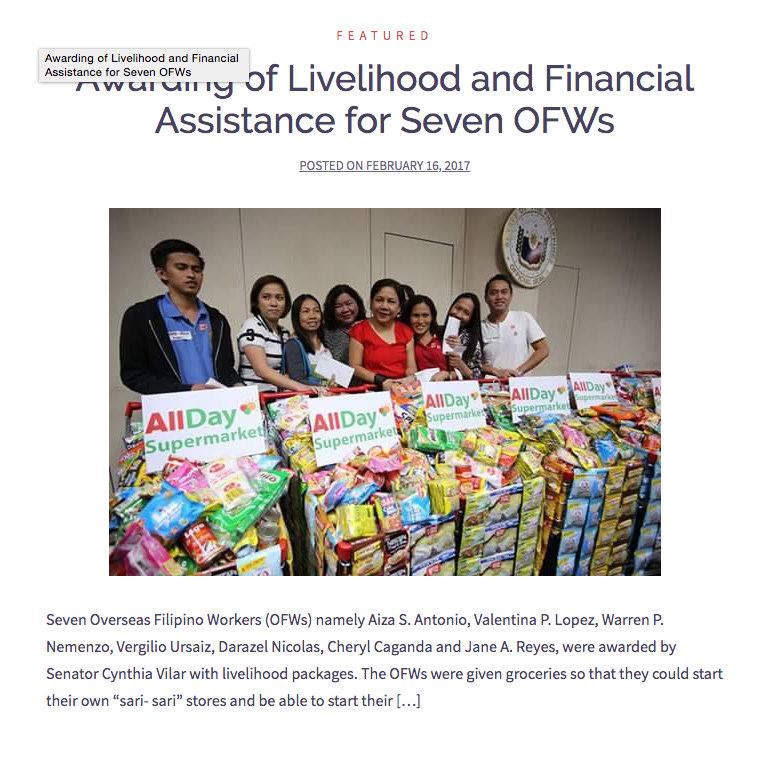 FEATURED
Awarding of Livelihood and Financial
Assistance for Seven OFWs
Awarding of Livelihood and Financial
Assistance for Seven OFWs
POSTED ON FEBRUARY 16, 2017
ALLDay
Supermarket
ALLDay
Supermarket
ALLDay
Supermarket
ALLDay
Supermarket
ALLDay
Supermarket
Seven Overseas Filipino Workers (OFWs) namely Aiza S. Antonio, Valentina P. Lopez, Warren P.
Nemenzo, Vergilio Ursaiz, Darazel Nicolas, Cheryl Caganda and Jane A. Reyes, were awarded by
Senator Cynthia Vilar with livelihood packages. The OFWs were given groceries so that they could start
their own “sari- sari” stores and be able to start their […]